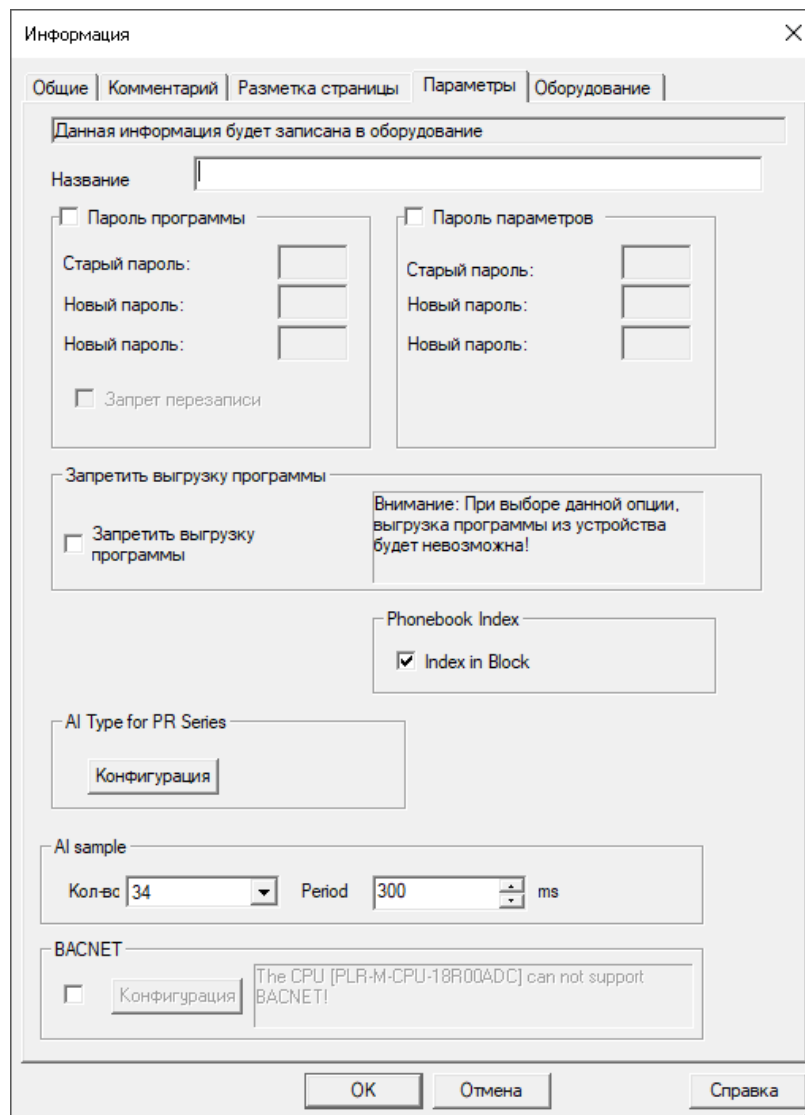 Информация
Общие Комментарий Разметка страницы Параметры Оборудование
Данная информация будет записана в оборудование
Название
Пароль программы
Старый пароль:
Новый пароль:
Новый пароль:
Запрет перезаписи
Пароль параметров
Старый пароль:
Новый пароль:
Новый пароль:
Запретить выгрузку программы
Запретить выгрузку
программы
Внимание: При выборе данной опции,
выгрузка программы из устройства
будет невозможна!
Phonebook Index
Index in Block
AI Type for PR Series
Конфигурация
AI sample
Кол-вс 34 Period 300 ms
BACNET
Конфигурация
The CPU [PLR-M-CPU-18R00ADC] can not support
BACNET!
OK Отмена Справка